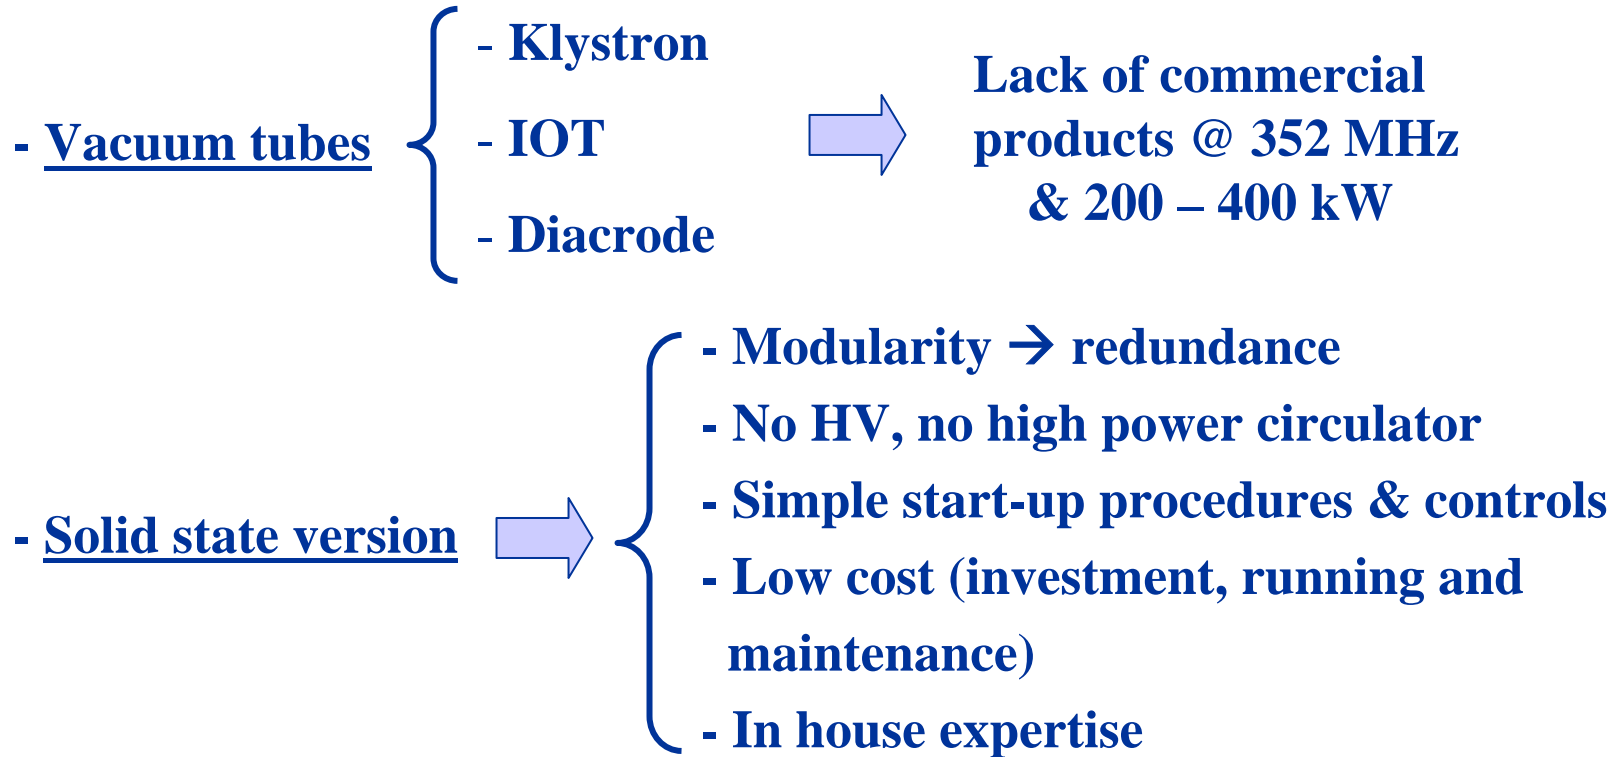 - Vacuum tubes
- Klystron
- IOT
- Diacrode
Lack of commercial
products @ 352 MHz
& 200 – 400 kW
- Solid state version
- Modularity → redundance
- No HV, no high power circulator
- Simple start-up procedures & controls
- Low cost (investment, running and
maintenance)
- In house expertise